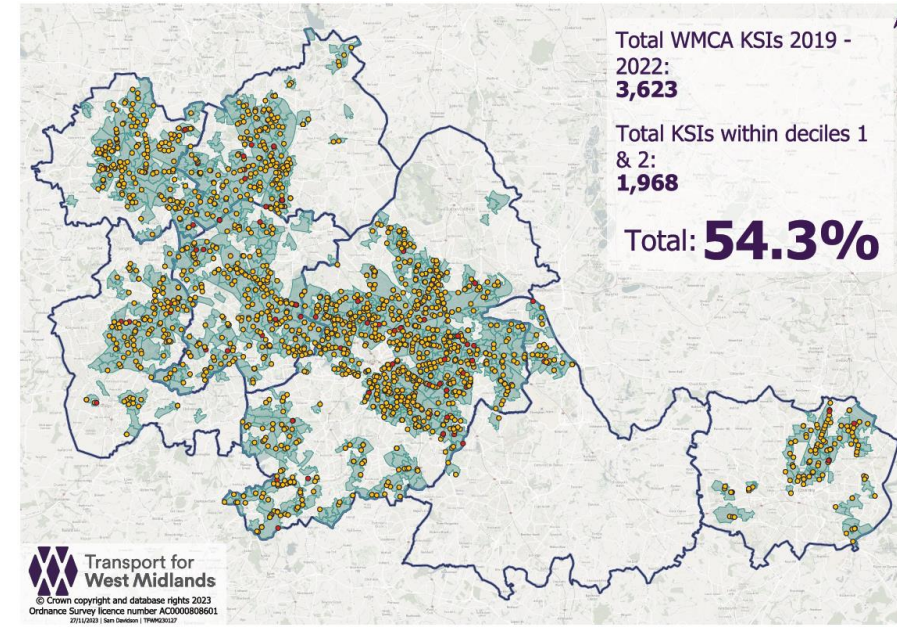 Total WMCA KSIs 2019 -
2022:
3,623
Total KSIs within deciles 1
& 2:
1,968
Total: 54.3%
Transport for
West Midlands
© Crown copyright and database rights 2023
Ordnance Survey licence number AC0000808601
27/11/2023 | Sam Davidson | TFWM230127